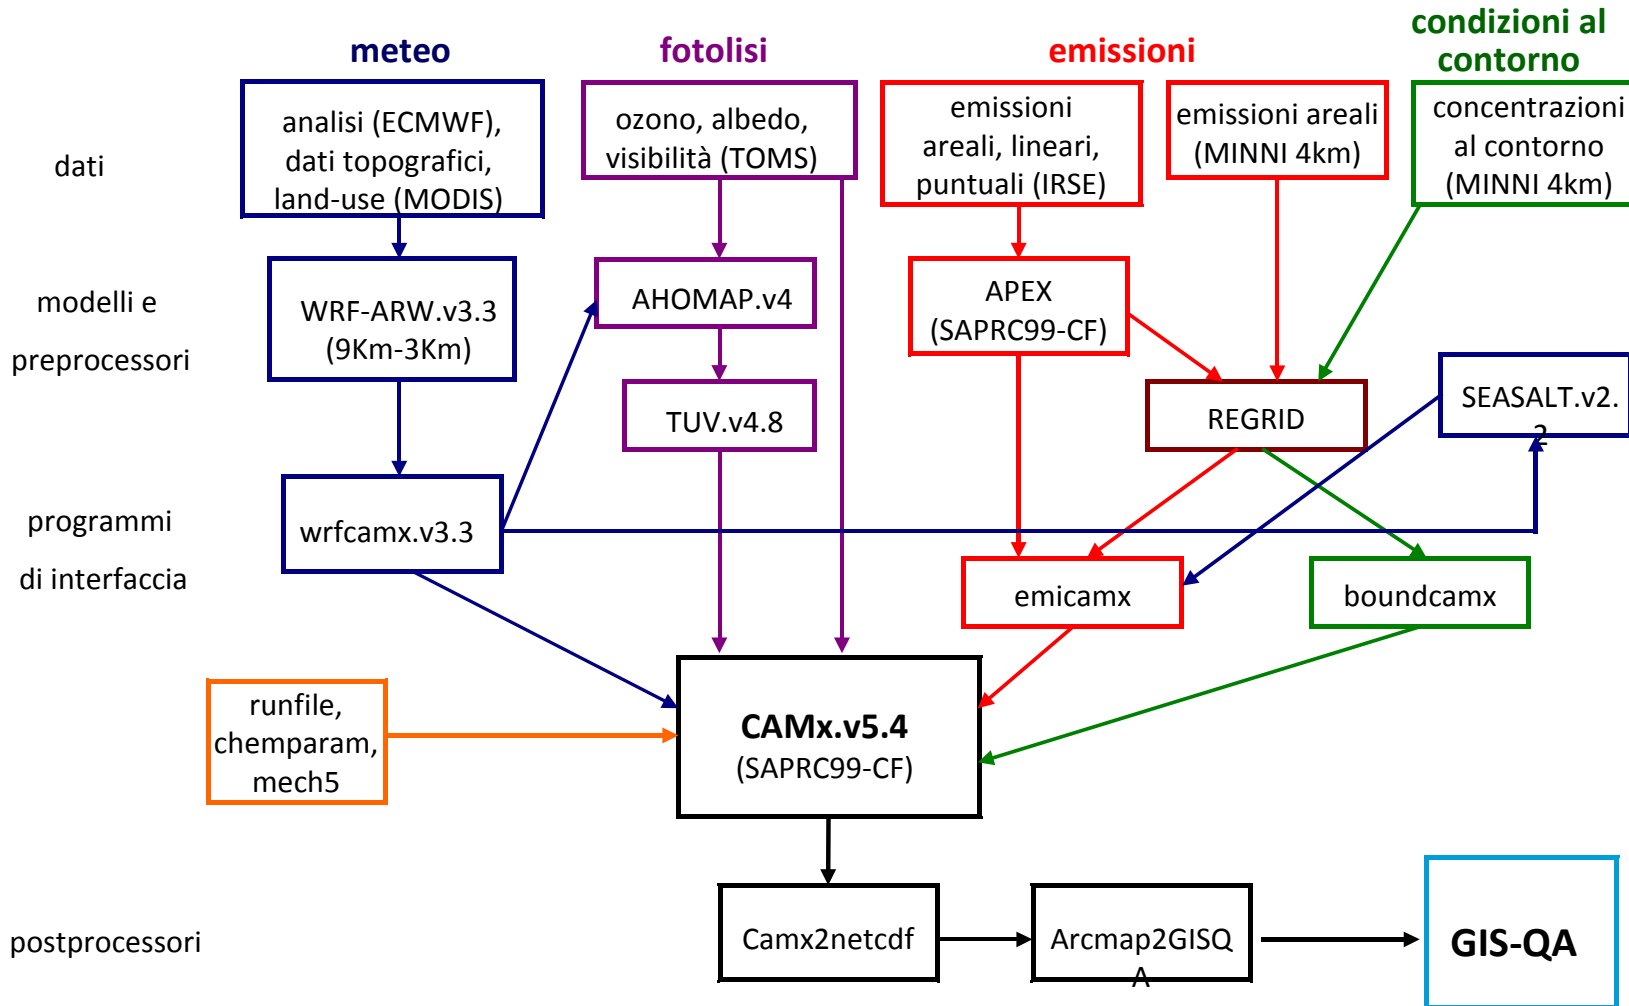 meteo
fotolisi
emissioni
condizioni al
contorno
dati
analisi (ECMWF),
dati topografici,
land-use (MODIS)
ozono, albedo,
visibilità (TOMS)
emissioni
areali, lineari,
puntuali (IRSE)
emissioni areali
(MINNI 4km)
concentrazioni
al contorno
(MINNI 4km)
modelli e
preprocessori
WRF-ARW.v3.3
(9Km-3Km)
AHOMAP.v4
APEX
(SAPRC99-CF)
TUV.v4.8
REGRID
SEASALT.v2.
2
programmi
di interfaccia
wrfcamx.v3.3
emicamx
boundcamx
runfile,
chemparam,
mech5
CAMx.v5.4
(SAPRC99-CF)
postprocessori
Camx2netcdf
Arcmap2GISQ
A
GIS-QA